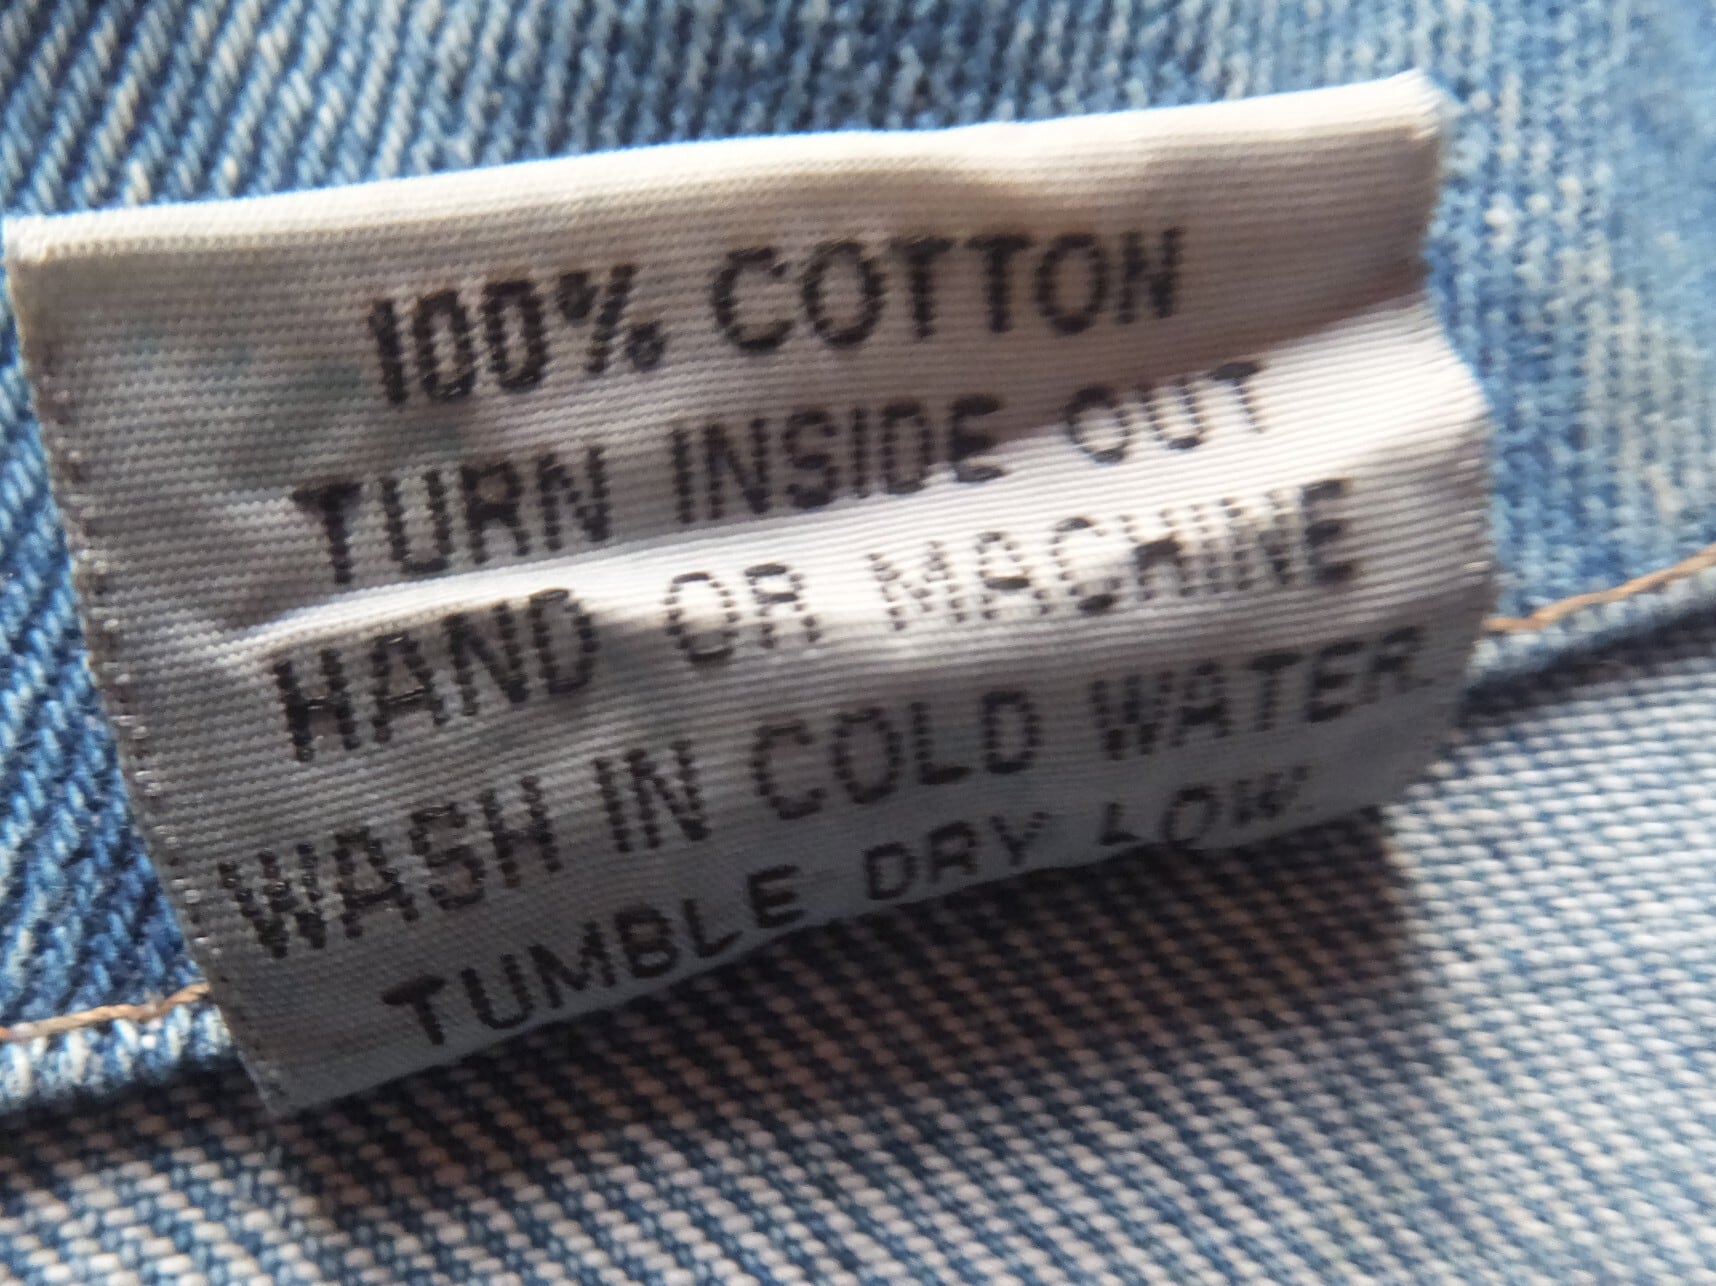 100% COTTON
TURN INSIDE OUT
HAND OR MACHINE
WASH IN COLD WATER.
TUMBLE DRY LOW.